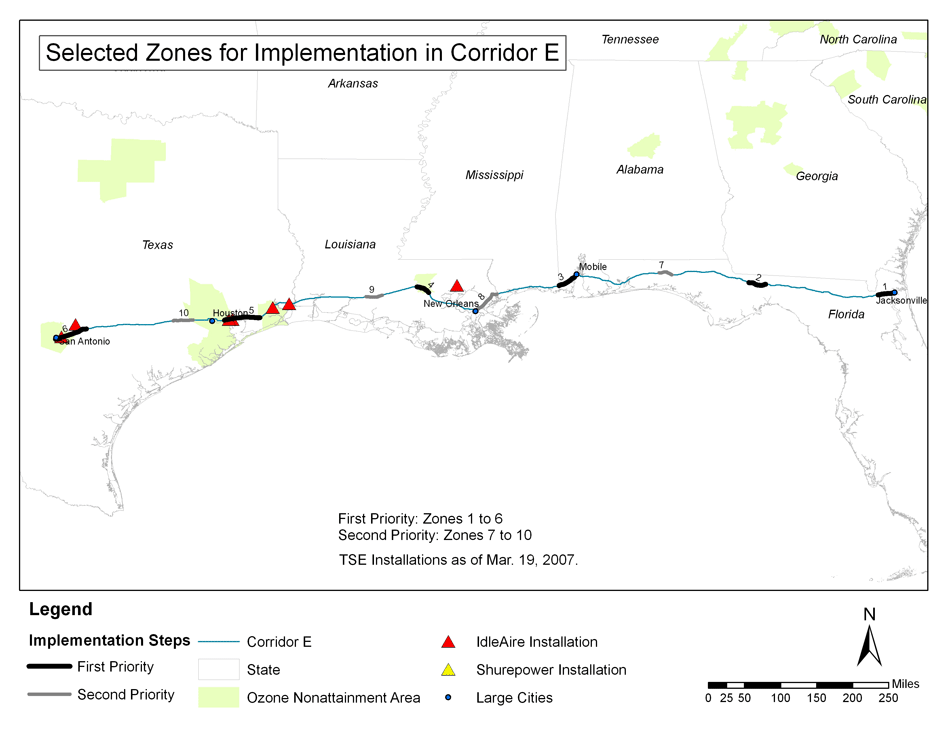 Selected Zones for Implementation in Corridor E
Tennessee
North Carolina
Arkansas
South Carolina
Mississippi
Alabama
Georgia
Texas
Louisiana
Mobile
7
3
2
1
9
4
8
New Orleans
Jacksonville
Florida
10
Houston
5
6
San Antonio
First Priority: Zones 1 to 6
Second Priority: Zones 7 to 10
TSE Installations as of Mar. 19, 2007.
Legend
Implementation Steps
First Priority
Second Priority
Corridor E
State
Ozone Nonattainment Area
IdleAire Installation
Shurepower Installation
Large Cities
N
Miles
0 25 50 100 150 200 250